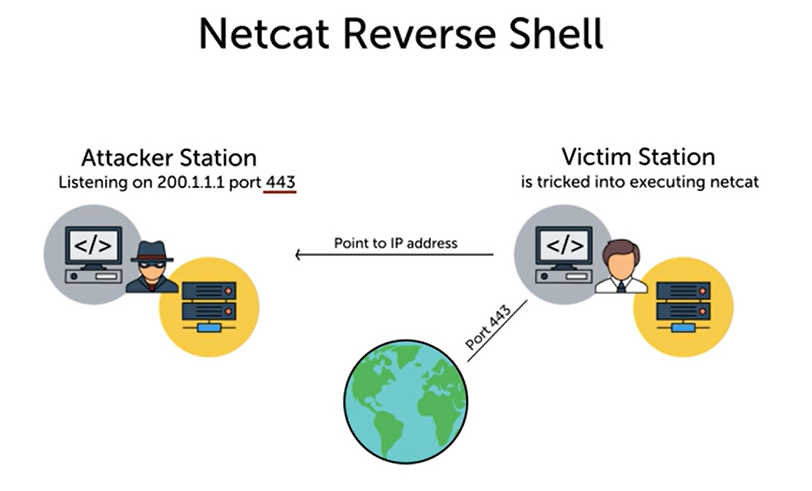 Netcat Reverse Shell
Attacker Station
Listening on 200.1.1.1 port 443
Victim Station
is tricked into executing netcat
</>
Point to IP address
</>
Port 443